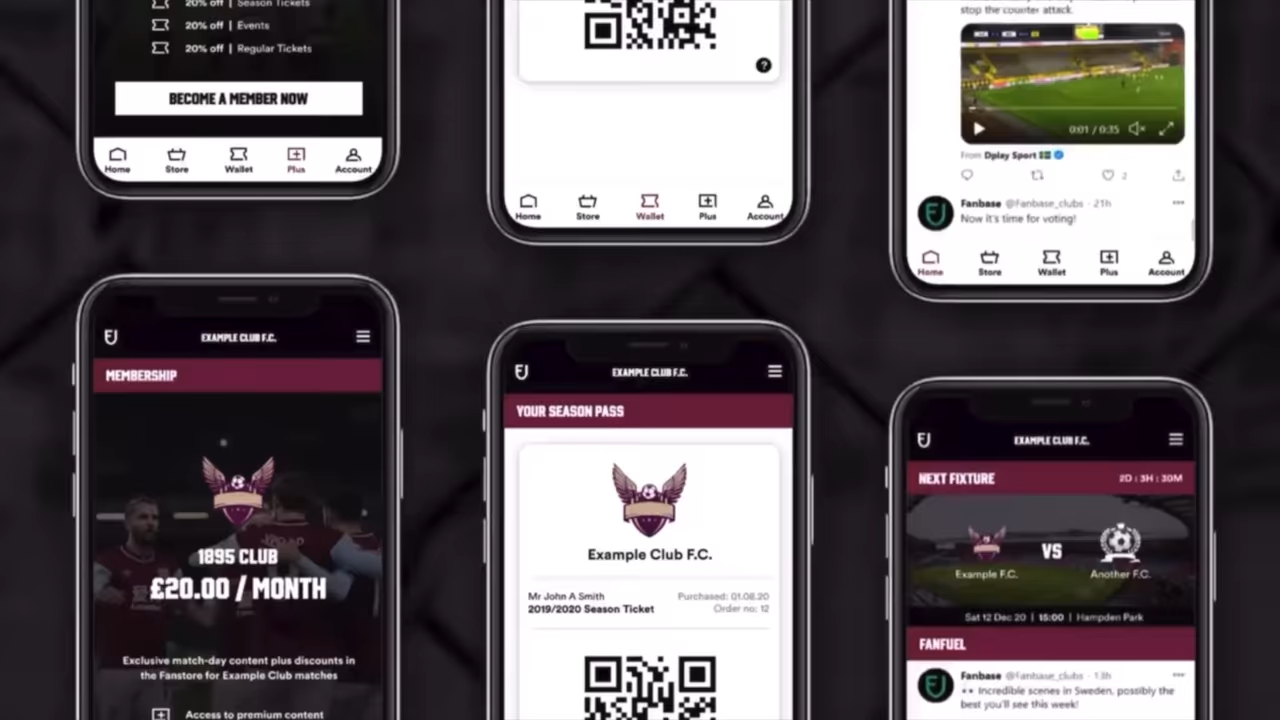 20% off | Season Tickets
20% off | Events
20% off | Regular Tickets
BECOME A MEMBER NOW
Home
Store
Wallet
Plus
Account
EXAMPLE CLUB F.C.
MEMBERSHIP
1895 CLUB
£20.00 / MONTH
Exclusive match-day content plus discounts in
the Fanstore for Example Club matches
Access to premium content
?
Home
Store
Wallet
Plus
Account
EXAMPLE CLUB F.C.
YOUR SEASON PASS
Example Club F.C.
Mr John A Smith
Purchased: 01.08.20
2019/2020 Season Ticket
Order no: 12
stop the counter attack.
0:01 / 0:35
From Dplay Sport
2
Fanbase @Fanbase_clubs · 21h
Now it's time for voting!
Home
Store
Wallet
Plus
Account
EXAMPLE CLUB F.C.
NEXT FIXTURE
2D : 3H : 30M
VS
Example F.C.
Another F.C.
Sat 12 Dec 20 | 15:00 | Hampden Park
FANFUEL
Fanbase @Fanbase_clubs · 13h
👀 Incredible scenes in Sweden, possibly the
best you'll see this week!